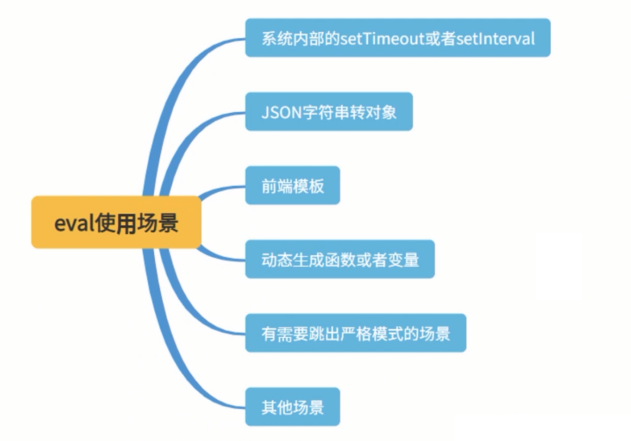 系统内部的setTimeout或者setInterval
JSON字符串转对象
前端模板
eval使用场景
动态生成函数或者变量
有需要跳出严格模式的场景
其他场景